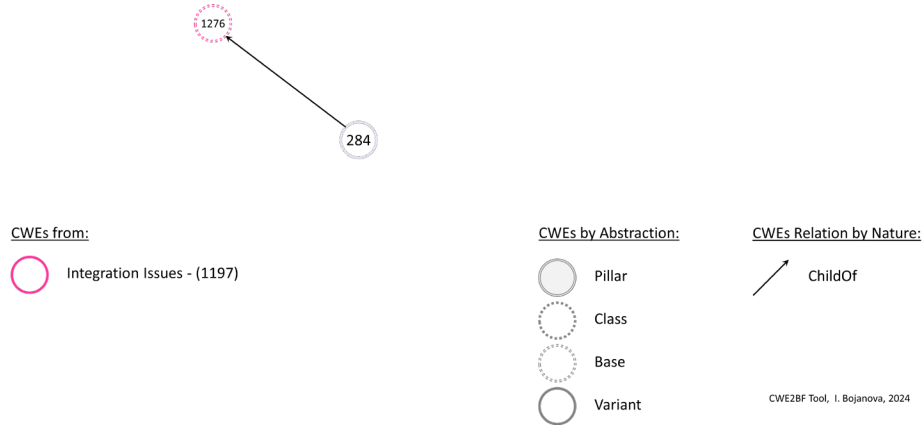 1276
284
CWEs from:
Integration Issues - (1197)
CWEs by Abstraction:
Pillar
Class
Base
Variant
CWEs Relation by Nature:
ChildOf
CWE2BF Tool, I. Bojanova, 2024